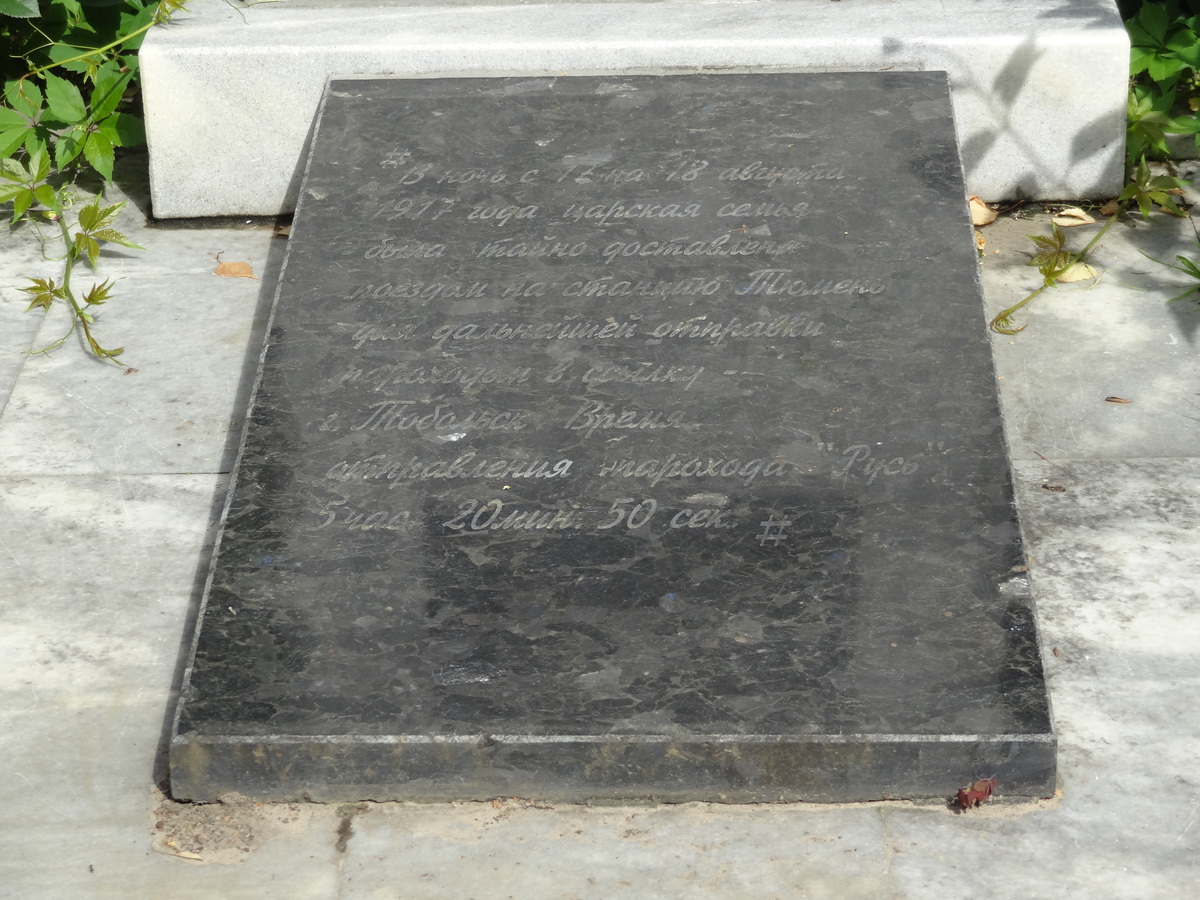 # В ночь с 17 на 18 августа
1917 года царская семья
была тайно доставлена
поездом на станцию Тюмень
для дальнейшей отправки
пароходом в ссылку --
г. Тобольск Время
отправления парохода "Русь"
5 час. 20 мин. 50 сек. #